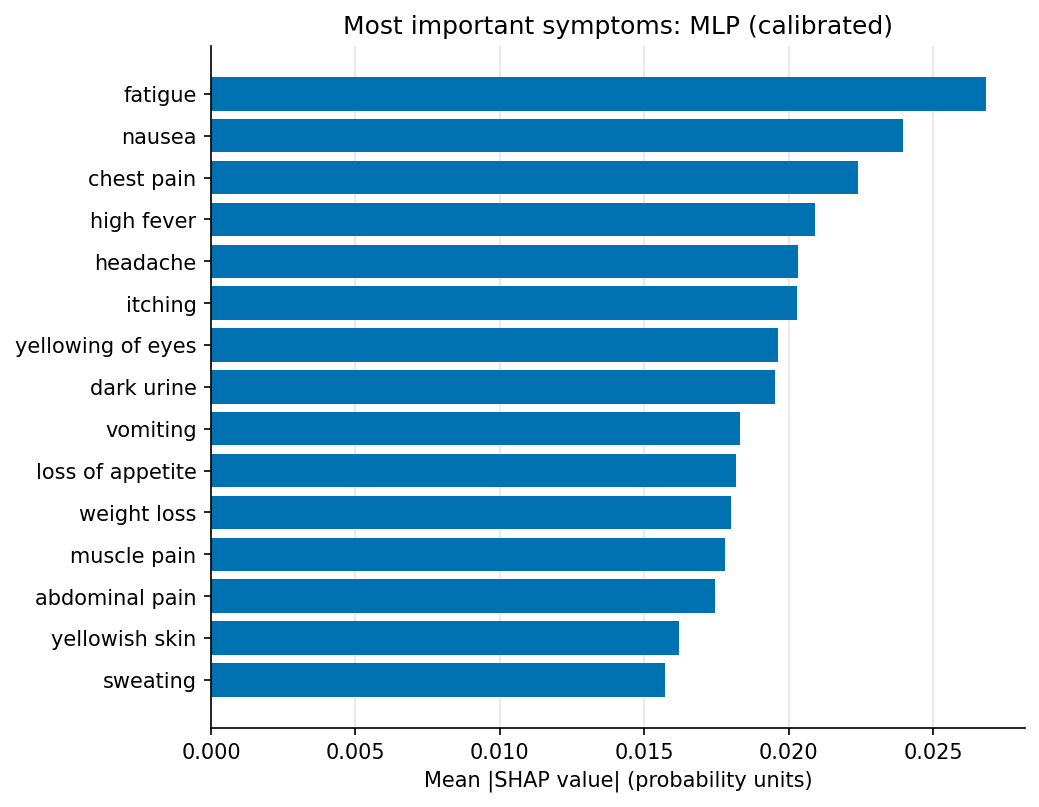 Most important symptoms: MLP (calibrated)
fatigue
nausea
chest pain
high fever
headache
itching
yellowing of eyes
dark urine
vomiting
loss of appetite
weight loss
muscle pain
abdominal pain
yellowish skin
sweating
0.000 0.005 0.010 0.015 0.020 0.025
Mean |SHAP value| (probability units)